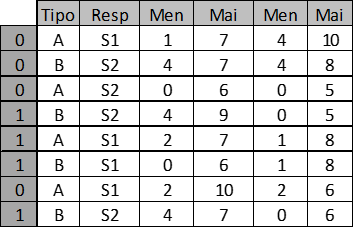 Tipo Resp Men Mai Men Mai
0 A S1 1 7 4 10
0 B S2 4 7 4 8
0 A S2 0 6 0 5
1 B S2 4 9 0 5
1 A S1 2 7 1 8
1 B S1 0 6 1 8
0 A S1 2 10 2 6
1 B S2 4 7 0 6